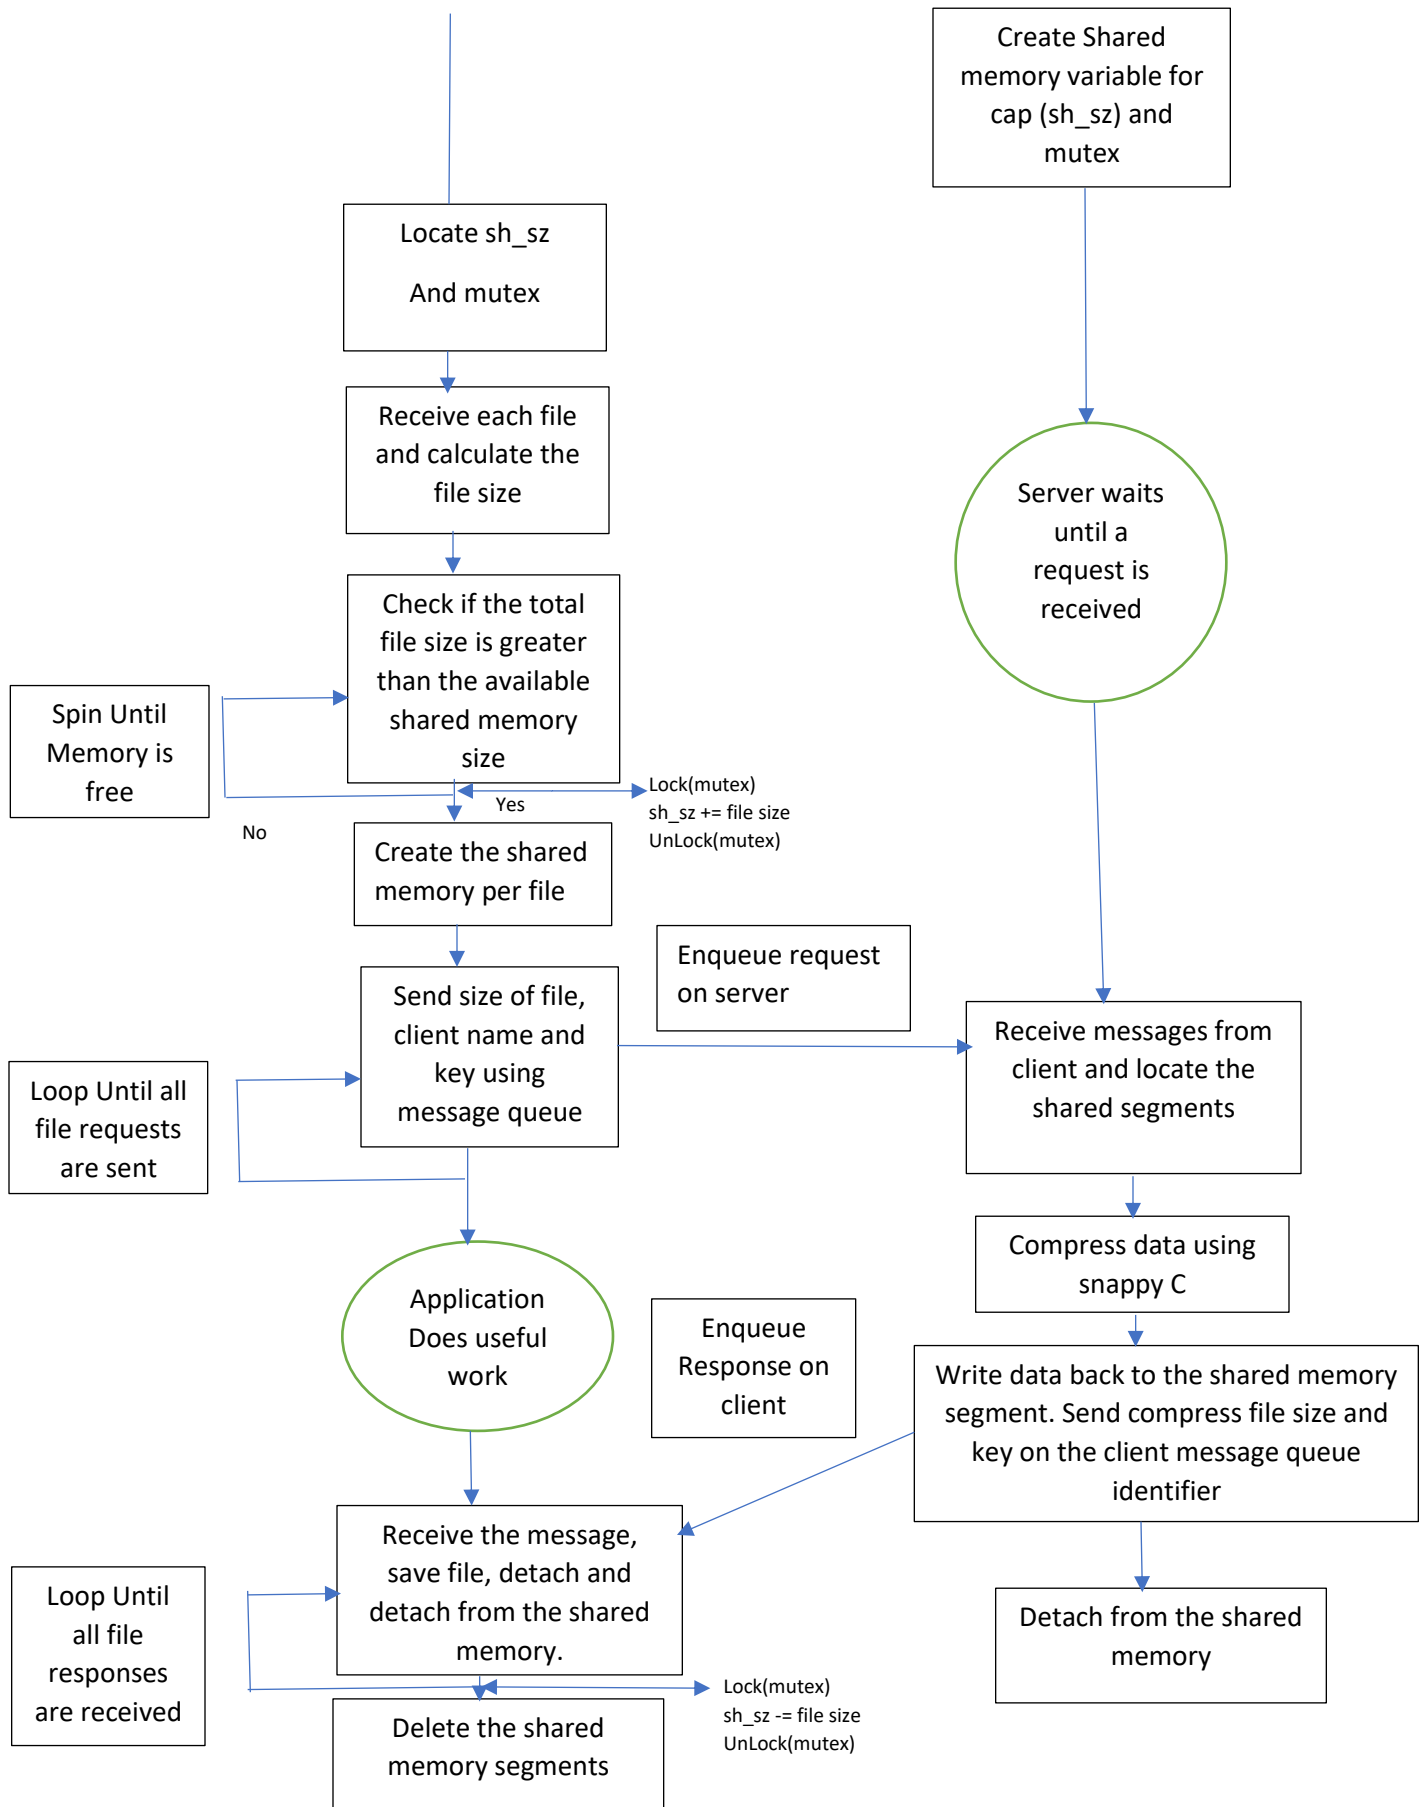 Create Shared
memory variable for
cap (sh_sz) and
mutex
Locate sh_sz
And mutex
Receive each file
and calculate the
file size
Server waits
until a
request is
received
Check if the total
file size is greater
than the available
shared memory
size
Spin Until
Memory is
free
No
Yes
Lock(mutex)
sh_sz += file size
UnLock(mutex)
Create the shared
memory per file
Enqueue request
on server
Send size of file,
client name and
key using
message queue
Receive messages from
client and locate the
shared segments
Loop Until all
file requests
are sent
Compress data using
snappy C
Application
Does useful
work
Enqueue
Response on
client
Write data back to the shared memory
segment. Send compress file size and
key on the client message queue
identifier
Receive the message,
save file, detach and
detach from the shared
memory.
Loop Until
all file
responses
are received
Detach from the shared
memory
Lock(mutex)
sh_sz -= file size
UnLock(mutex)
Delete the shared
memory segments